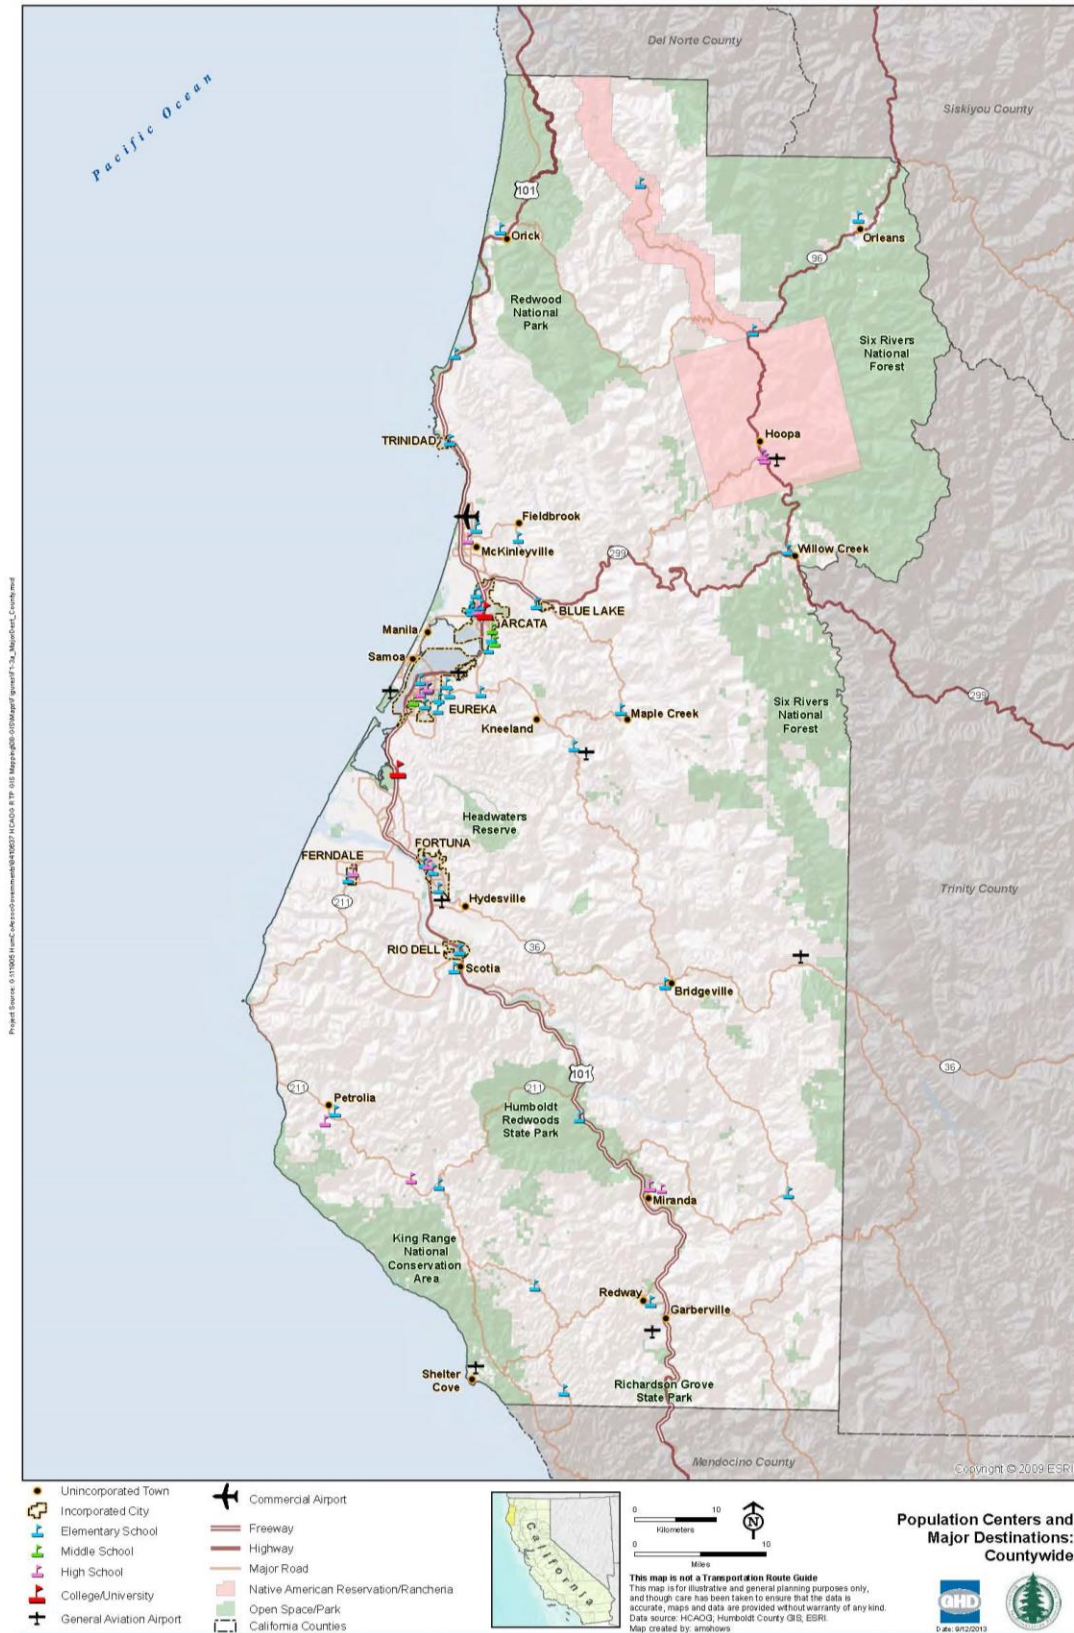 Del Norte County
Siskiyou County
Pacific Ocean
101
Orick
Orleans
96
Redwood
National
Park
Six Rivers
National
Forest
TRINIDAD
Hoopa
Fieldbrook
McKinleyville
299
Willow Creek
BLUE LAKE
ARCATA
Manila
Samoa
EUREKA
Kneeland
Maple Creek
Six Rivers
National
Forest
299
Headwaters
Reserve
FORTUNA
FERNDALE
211
Hydesville
Trinity County
RIO DELL
36
Scotia
Bridgeville
36
101
211
211
Petrolia
Humboldt
Redwoods
State Park
Miranda
King Range
National
Conservation
Area
Redway
Garberville
Shelter
Cove
Richardson Grove
State Park
Mendocino County
Copyright © 2009 ESRI
Unincorporated Town
Incorporated City
Elementary School
Middle School
High School
College/University
General Aviation Airport
Commercial Airport
Freeway
Highway
Major Road
Native American Reservation/Rancheria
Open Space/Park
California Counties
California
0 10
Kilometers
0 10
Miles
N
This map is not a Transportation Route Guide
This map is for illustrative and general planning purposes only,
and though care has been taken to ensure that the data is
accurate, maps and data are provided without warranty of any kind.
Data source: HCAOG, Humboldt County GIS, ESRI.
Map created by: amshows
Population Centers and
Major Destinations:
Countywide
GHD
Date: 9/12/2013